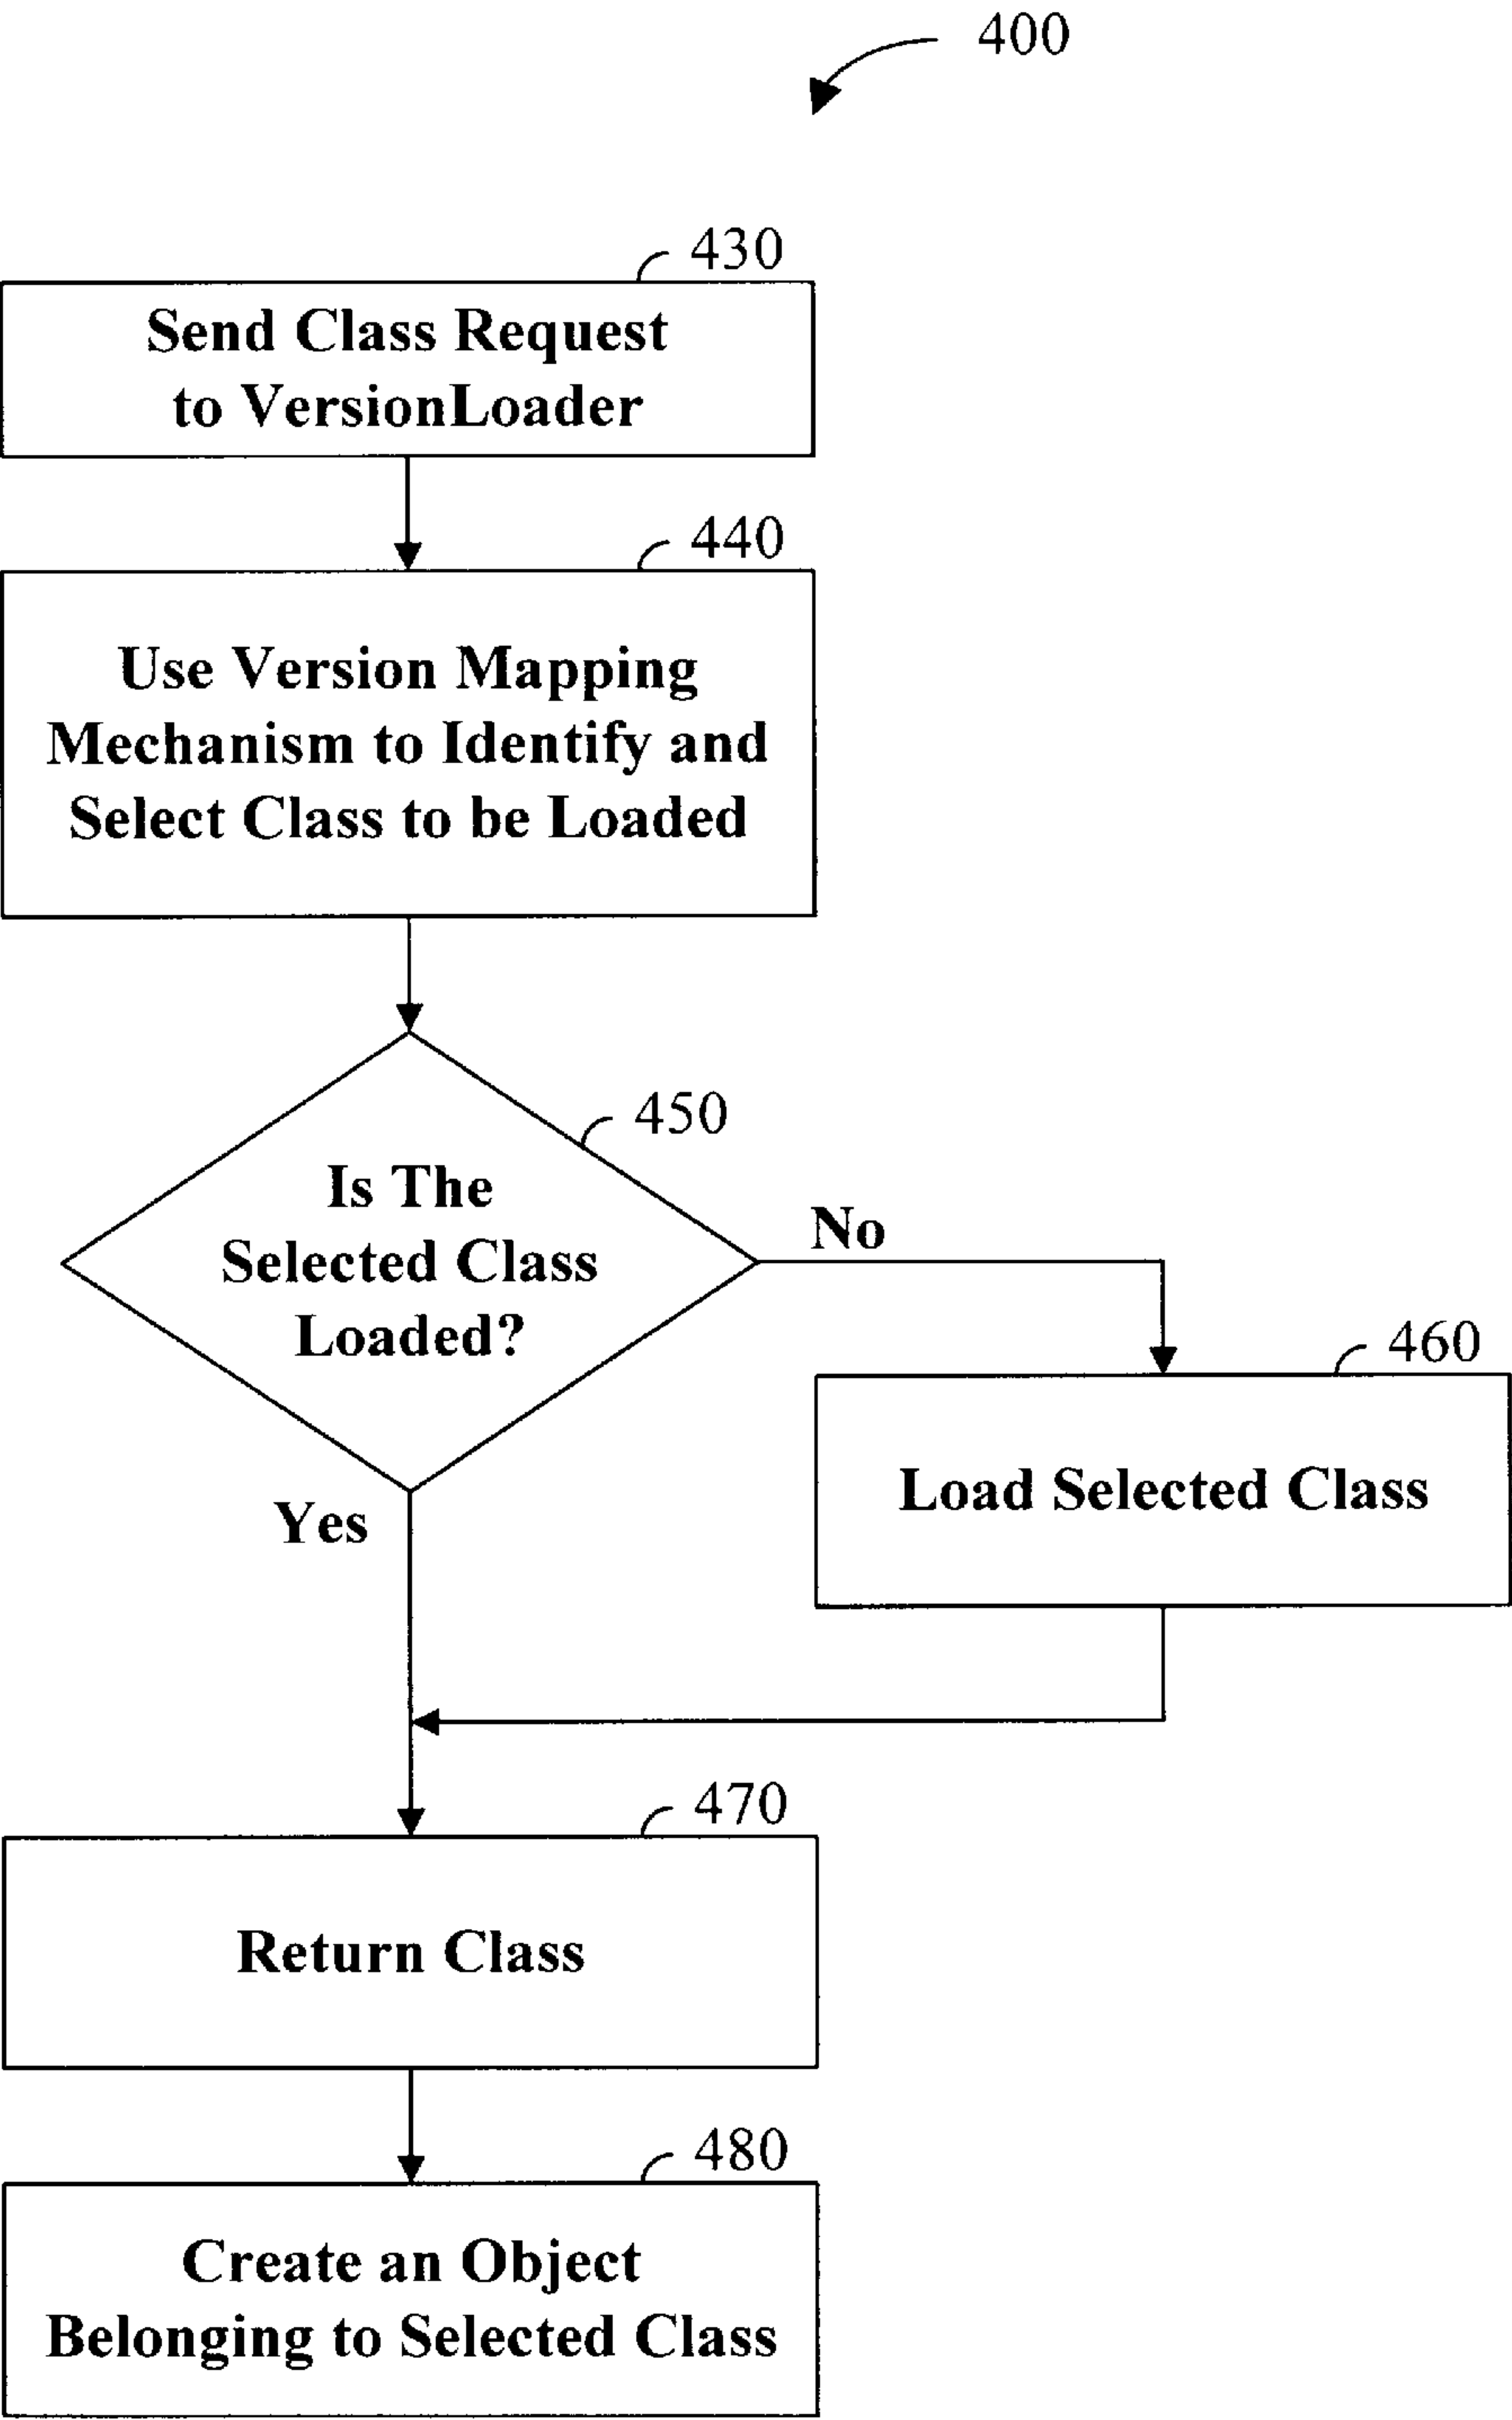 400
430
Send Class Request
to VersionLoader
440
Use Version Mapping
Mechanism to Identify and
Select Class to be Loaded
450
Is The
Selected Class
Loaded?
No
460
Load Selected Class
Yes
470
Return Class
480
Create an Object
Belonging to Selected Class